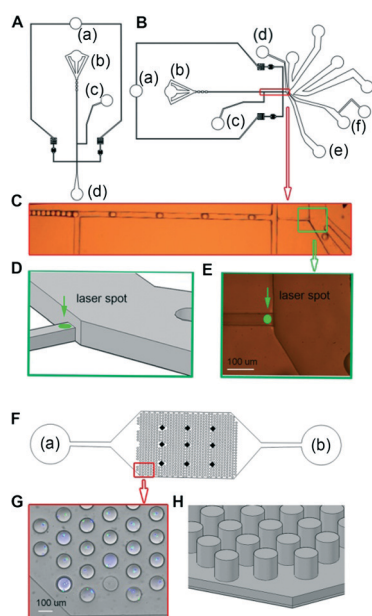 A
B
(a)
(b)
(c)
(d)
(a)
(b)
(c)
(d)
(e)
(f)
C
D
laser spot
E
laser spot
100 um
F
(a)
(b)
G
100 um
H